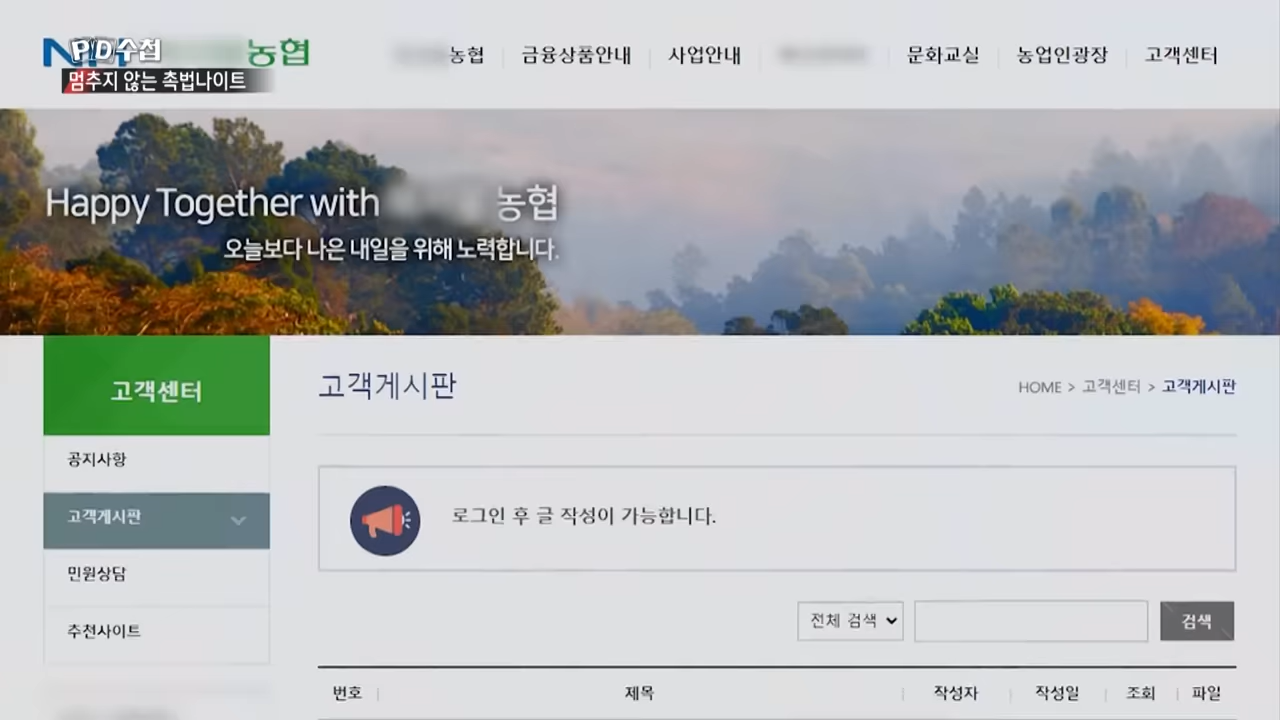 PD수첩
농협
멈추지 않는 촉법나이트
농협
금융상품안내
사업안내
문화교실
농업인광장
고객센터
Happy Together with 농협
오늘보다 나은 내일을 위해 노력합니다.
고객센터
공지사항
고객게시판
민원상담
추천사이트
고객게시판
HOME > 고객센터 > 고객게시판
로그인 후 글 작성이 가능합니다.
전체 검색
검색
번호
제목
작성자
작성일
조회
파일